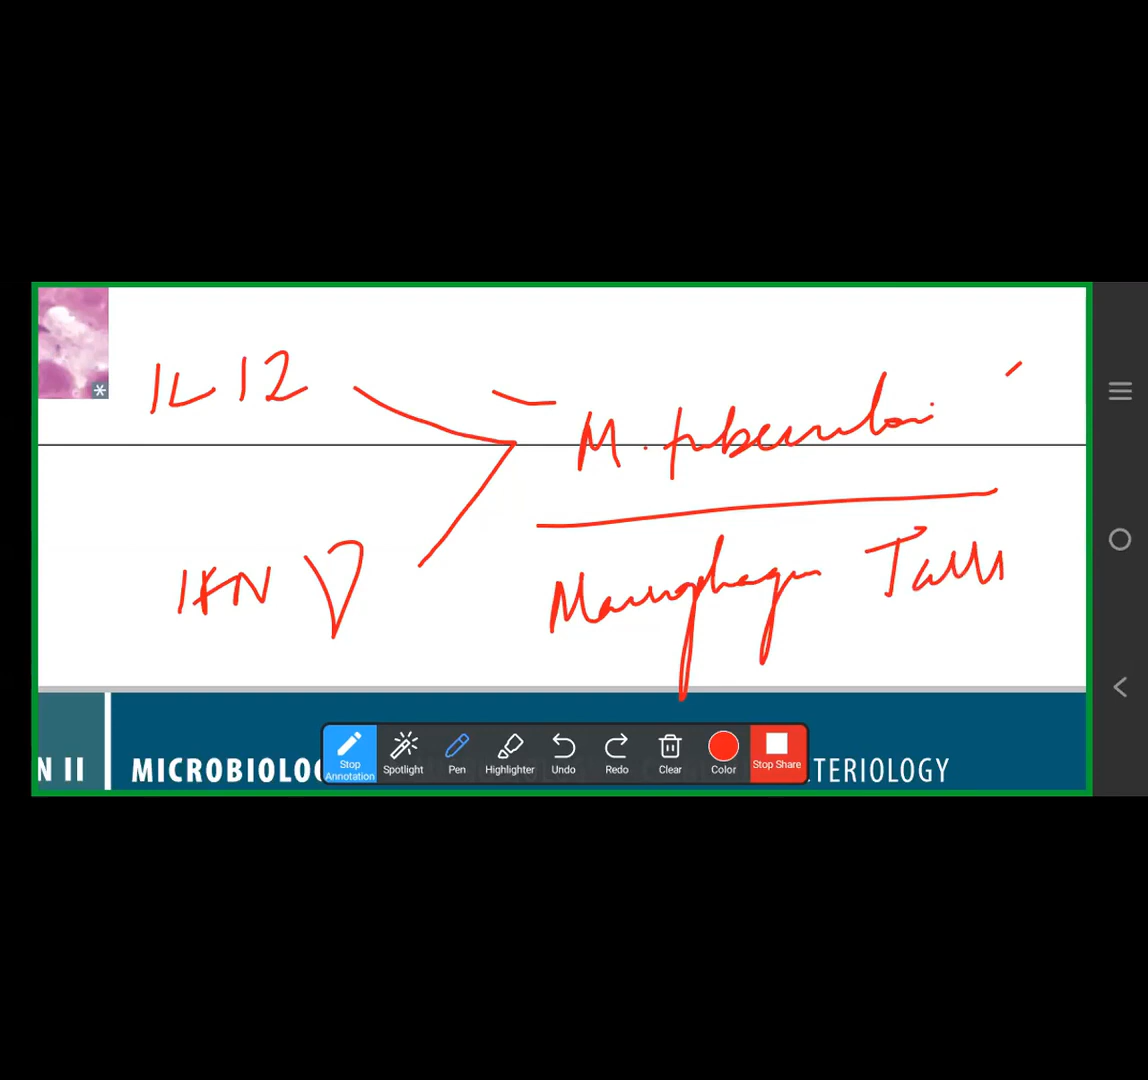 IL 12
M. tuberculosis
IFN γ
Macrophages T cells
N II MICROBIOLO TERIOLOGY
Stop Annotation Spotlight Pen Highlighter Undo Redo Clear Color Stop Share